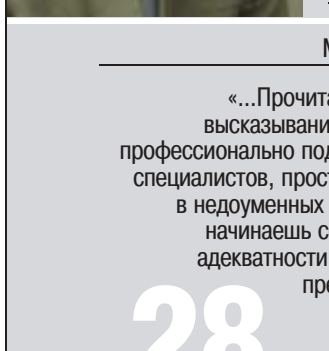 «...Прочита
высказывани
профессионально под
специалистов, прост
в недоуменных
начинаешь с
адекватности
пре
28